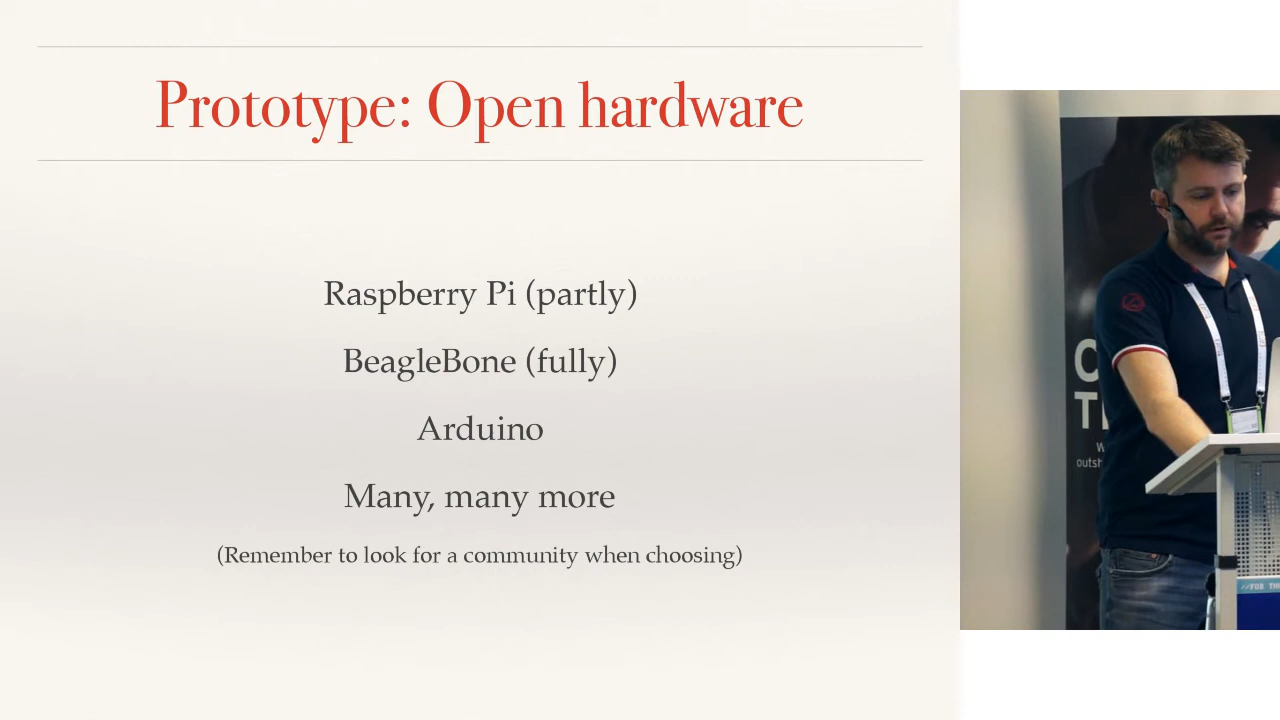 Prototype: Open hardware
Raspberry Pi (partly)
BeagleBone (fully)
Arduino
Many, many more
(Remember to look for a community when choosing)